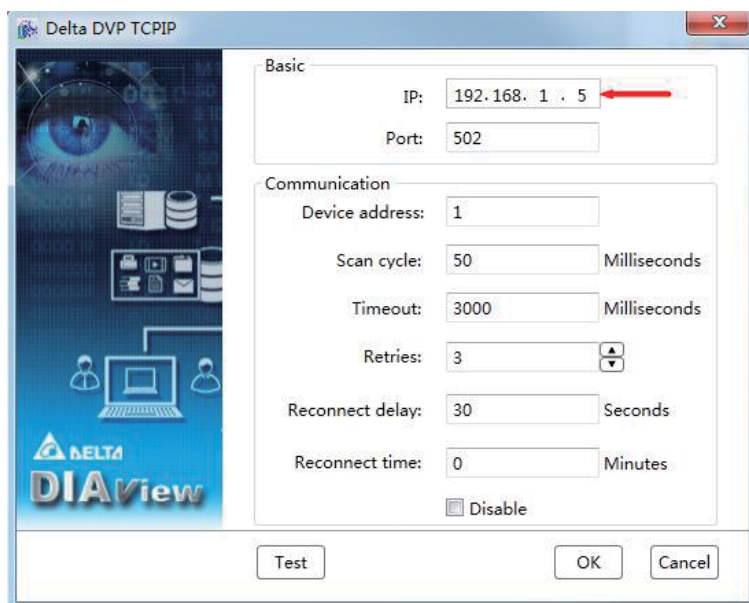 Delta DVP TCPIP
X
Basic
IP: 192.168. 1 . 5
Port: 502
Communication
Device address: 1
Scan cycle: 50 Milliseconds
Timeout: 3000 Milliseconds
Retries: 3
Reconnect delay: 30 Seconds
Reconnect time: 0 Minutes
Disable
DELTA
DIAView
Test OK Cancel